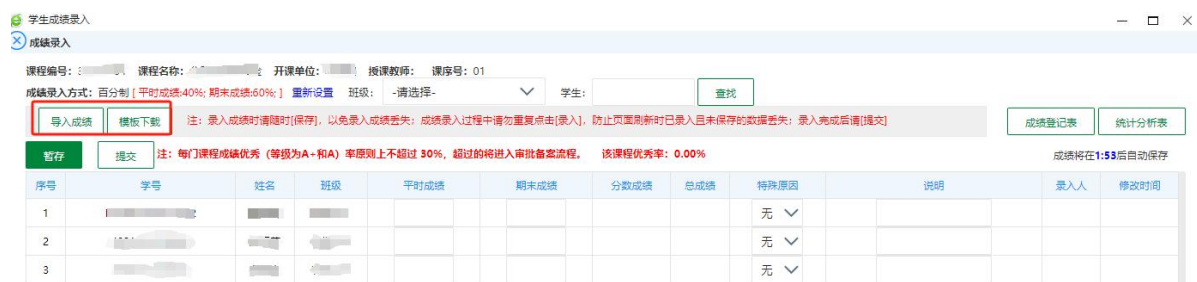 学生成绩录入
成绩录入
课程编号: 课程名称: 开课单位: 授课教师: 课序号: 01
成绩录入方式: 百分制 [ 平时成绩:40%; 期末成绩:60%; ] 重新设置 班级: -请选择- 学生: 查找
导入成绩 模板下载 注: 录入成绩时请随时[保存], 以免录入成绩丢失; 成绩录入过程中请勿重复点击[录入], 防止页面刷新时已录入且未保存的数据丢失; 录入完成后请[提交] 成绩登记表 统计分析表
暂存 提交 注: 每门课程成绩优秀 (等级为A+和A) 率原则上不超过 30%, 超过的将进入审批备案流程。 该课程优秀率: 0.00% 成绩将在1:53后自动保存
序号 学号 姓名 班级 平时成绩 期末成绩 分数成绩 总成绩 特殊原因 说明 录入人 修改时间
1 无
2 无
3 无